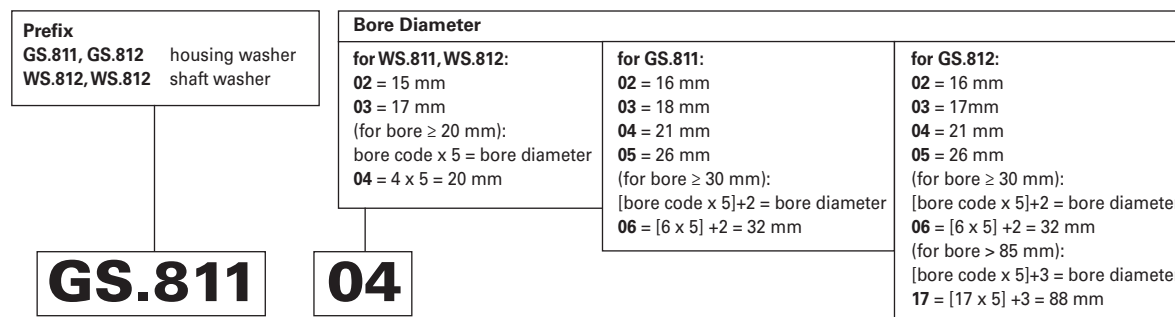 Prefix
GS.811, GS.812 housing washer
WS.812, WS.812 shaft washer
Bore Diameter
for WS.811, WS.812:
02 = 15 mm
03 = 17 mm
(for bore ≥ 20 mm):
bore code x 5 = bore diameter
04 = 4 x 5 = 20 mm
for GS.811:
02 = 16 mm
03 = 18 mm
04 = 21 mm
05 = 26 mm
(for bore ≥ 30 mm):
[bore code x 5]+2 = bore diameter
06 = [6 x 5] +2 = 32 mm
for GS.812:
02 = 16 mm
03 = 17mm
04 = 21 mm
05 = 26 mm
(for bore ≥ 30 mm):
[bore code x 5]+2 = bore diamete
06 = [6 x 5] +2 = 32 mm
(for bore > 85 mm):
[bore code x 5]+3 = bore diamete
17 = [17 x 5] +3 = 88 mm
GS.811 04